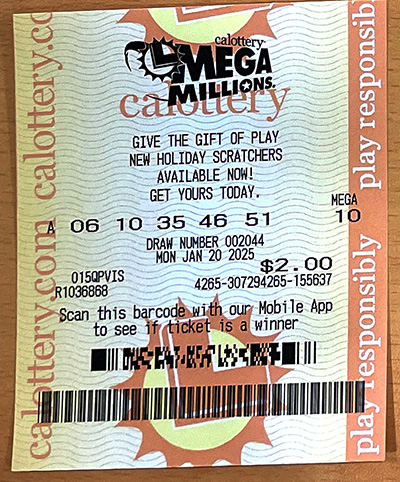 calottery
MEGA
MILLIONS
calottery
GIVE THE GIFT OF PLAY
NEW HOLIDAY SCRATCHERS
AVAILABLE NOW!
GET YOURS TODAY.
MEGA
A 06 10 35 46 51 10
DRAW NUMBER 002044
MON JAN 20 2025
$2.00
015QPVIS 4265-307294265-155637
R1036868
Scan this barcode with our Mobile App
to see if ticket is a winner
calottery.com calottery.co
play responsibly play responsibl